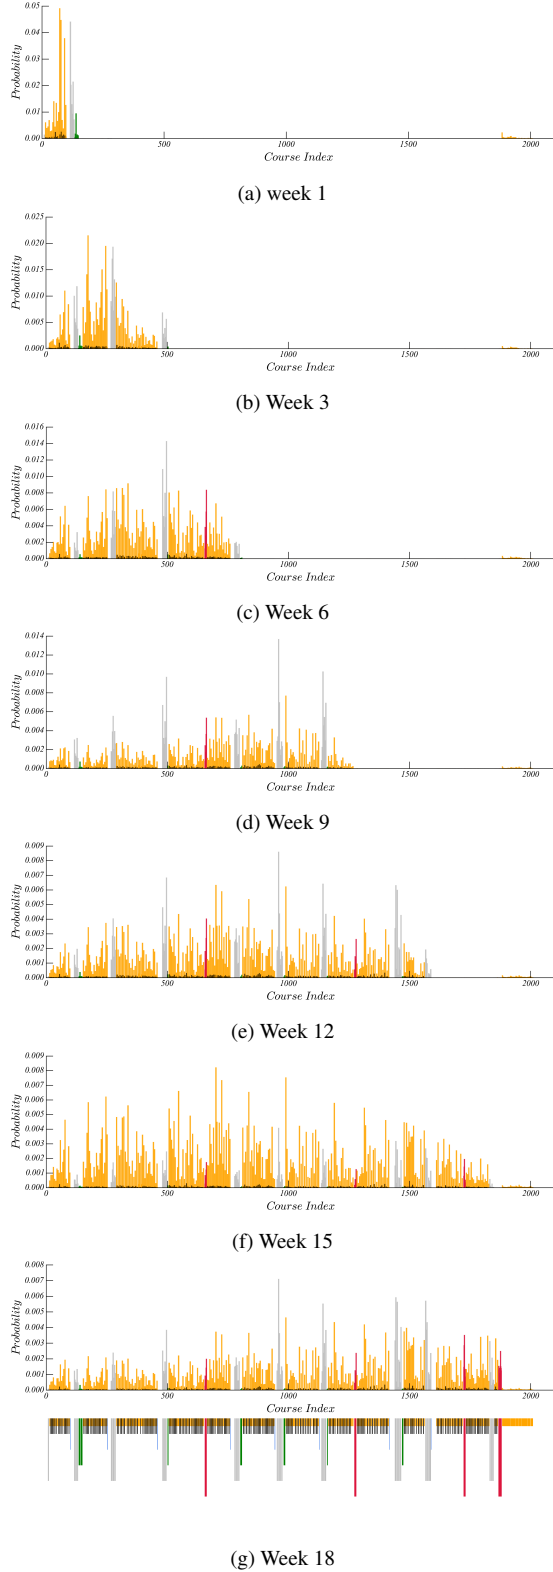 0.05
0.04
0.03
0.02
0.01
0.00
Probability
0 500 1000 1500 2000
Course Index
(a) week 1
0.025
0.020
0.015
0.010
0.005
0.000
Probability
0 500 1000 1500 2000
Course Index
(b) Week 3
0.016
0.014
0.012
0.010
0.008
0.006
0.004
0.002
0.000
Probability
0 500 1000 1500 2000
Course Index
(c) Week 6
0.014
0.012
0.010
0.008
0.006
0.004
0.002
0.000
Probability
0 500 1000 1500 2000
Course Index
(d) Week 9
0.009
0.008
0.007
0.006
0.005
0.004
0.003
0.002
0.001
0.000
Probability
0 500 1000 1500 2000
Course Index
(e) Week 12
0.009
0.008
0.007
0.006
0.005
0.004
0.003
0.002
0.001
0.000
Probability
0 500 1000 1500 2000
Course Index
(f) Week 15
0.008
0.007
0.006
0.005
0.004
0.003
0.002
0.001
0.000
Probability
0 500 1000 1500 2000
Course Index
(g) Week 18